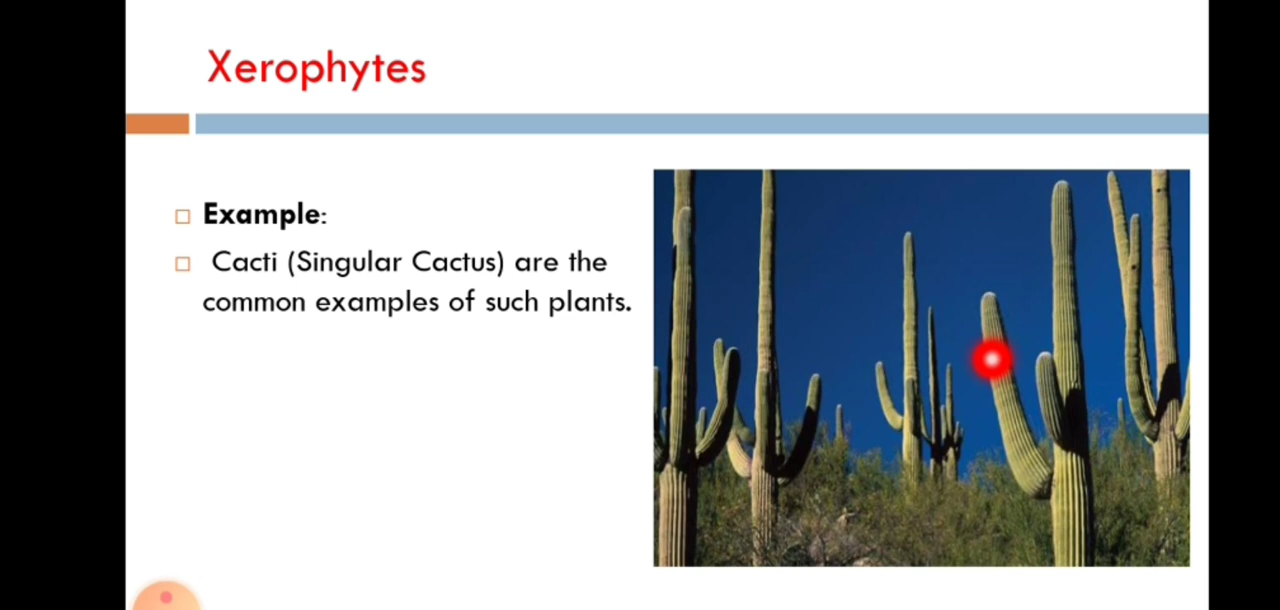 Xerophytes
Example:
Cacti (Singular Cactus) are the
common examples of such plants.